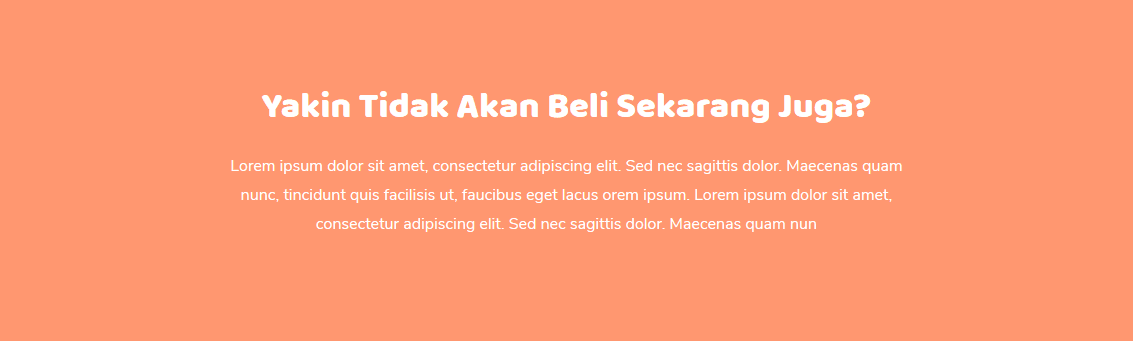 Yakin Tidak Akan Beli Sekarang Juga?
Lorem ipsum dolor sit amet, consectetur adipiscing elit. Sed nec sagittis dolor. Maecenas quam
nunc, tincidunt quis facilisis ut, faucibus eget lacus orem ipsum. Lorem ipsum dolor sit amet,
consectetur adipiscing elit. Sed nec sagittis dolor. Maecenas quam nun